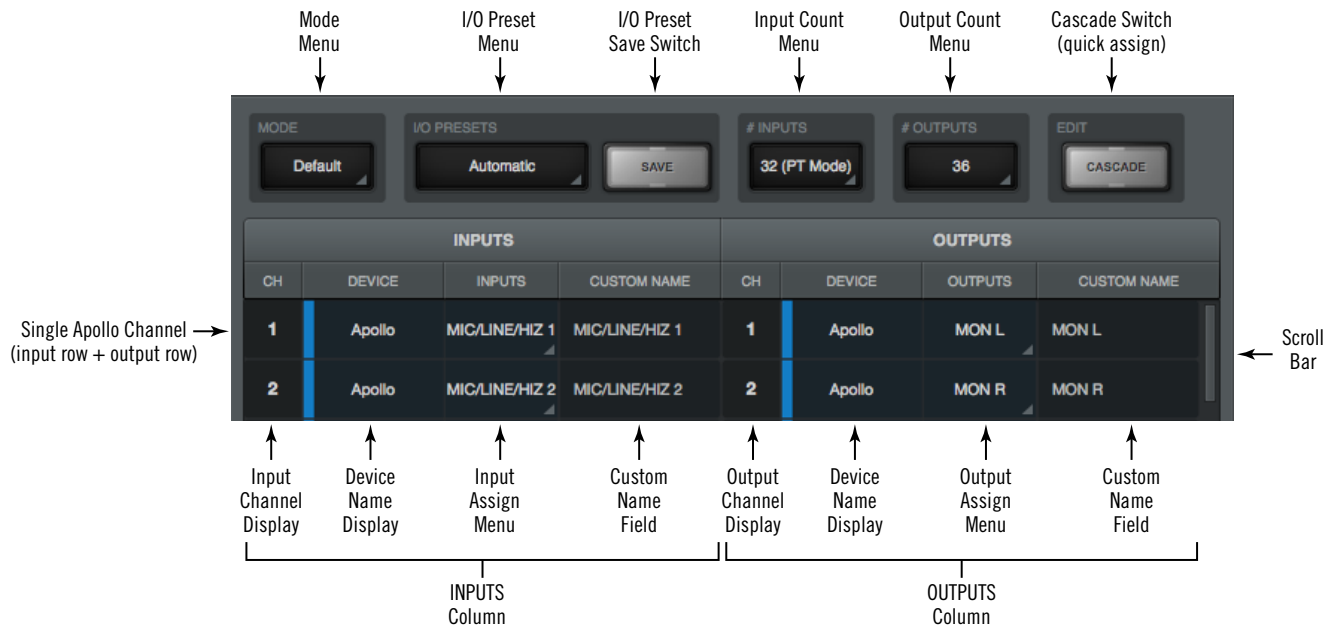 Mode Menu
I/O Preset Menu
I/O Preset Save Switch
Input Count Menu
Output Count Menu
Cascade Switch (quick assign)
MODE
I/O PRESETS
# INPUTS
# OUTPUTS
EDIT
Default
Automatic
SAVE
32 (PT Mode)
36
CASCADE
INPUTS
OUTPUTS
CH DEVICE INPUTS CUSTOM NAME CH DEVICE OUTPUTS CUSTOM NAME
Single Apollo Channel (input row + output row)
1 Apollo MIC/LINE/HIZ 1 MIC/LINE/HIZ 1 1 Apollo MON L MON L
Scroll Bar
2 Apollo MIC/LINE/HIZ 2 MIC/LINE/HIZ 2 2 Apollo MON R MON R
Input Channel Display
Device Name Display
Input Assign Menu
Custom Name Field
Output Channel Display
Device Name Display
Output Assign Menu
Custom Name Field
INPUTS Column
OUTPUTS Column